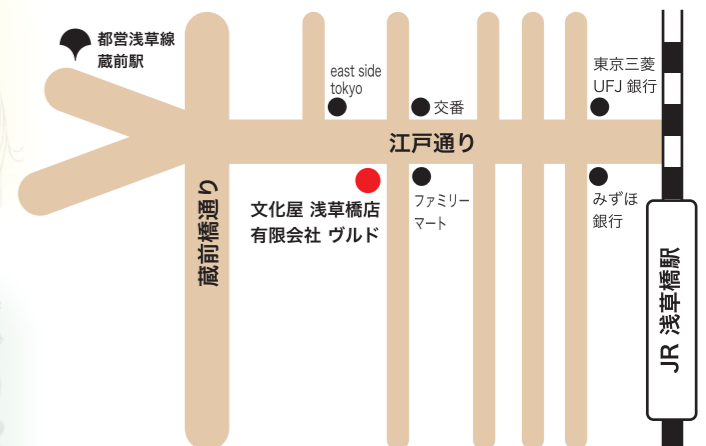 都営浅草線
蔵前駅
east side
tokyo
交番
東京三菱
UFJ 銀行
江戸通り
文化屋 浅草橋店
有限会社 ヴルド
ファミリー
マート
みずほ
銀行
蔵前橋通り
JR 浅草橋駅